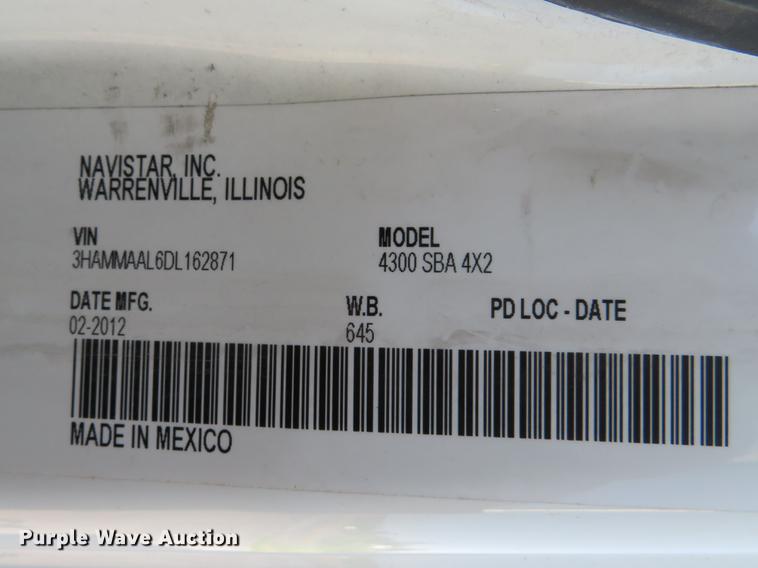 NAVISTAR, INC.
WARRENVILLE, ILLINOIS
VIN MODEL
3HAMMAAL6DL162871 4300 SBA 4X2
DATE MFG. W.B. PD LOC - DATE
02-2012 645
MADE IN MEXICO
Purple Wave Auction